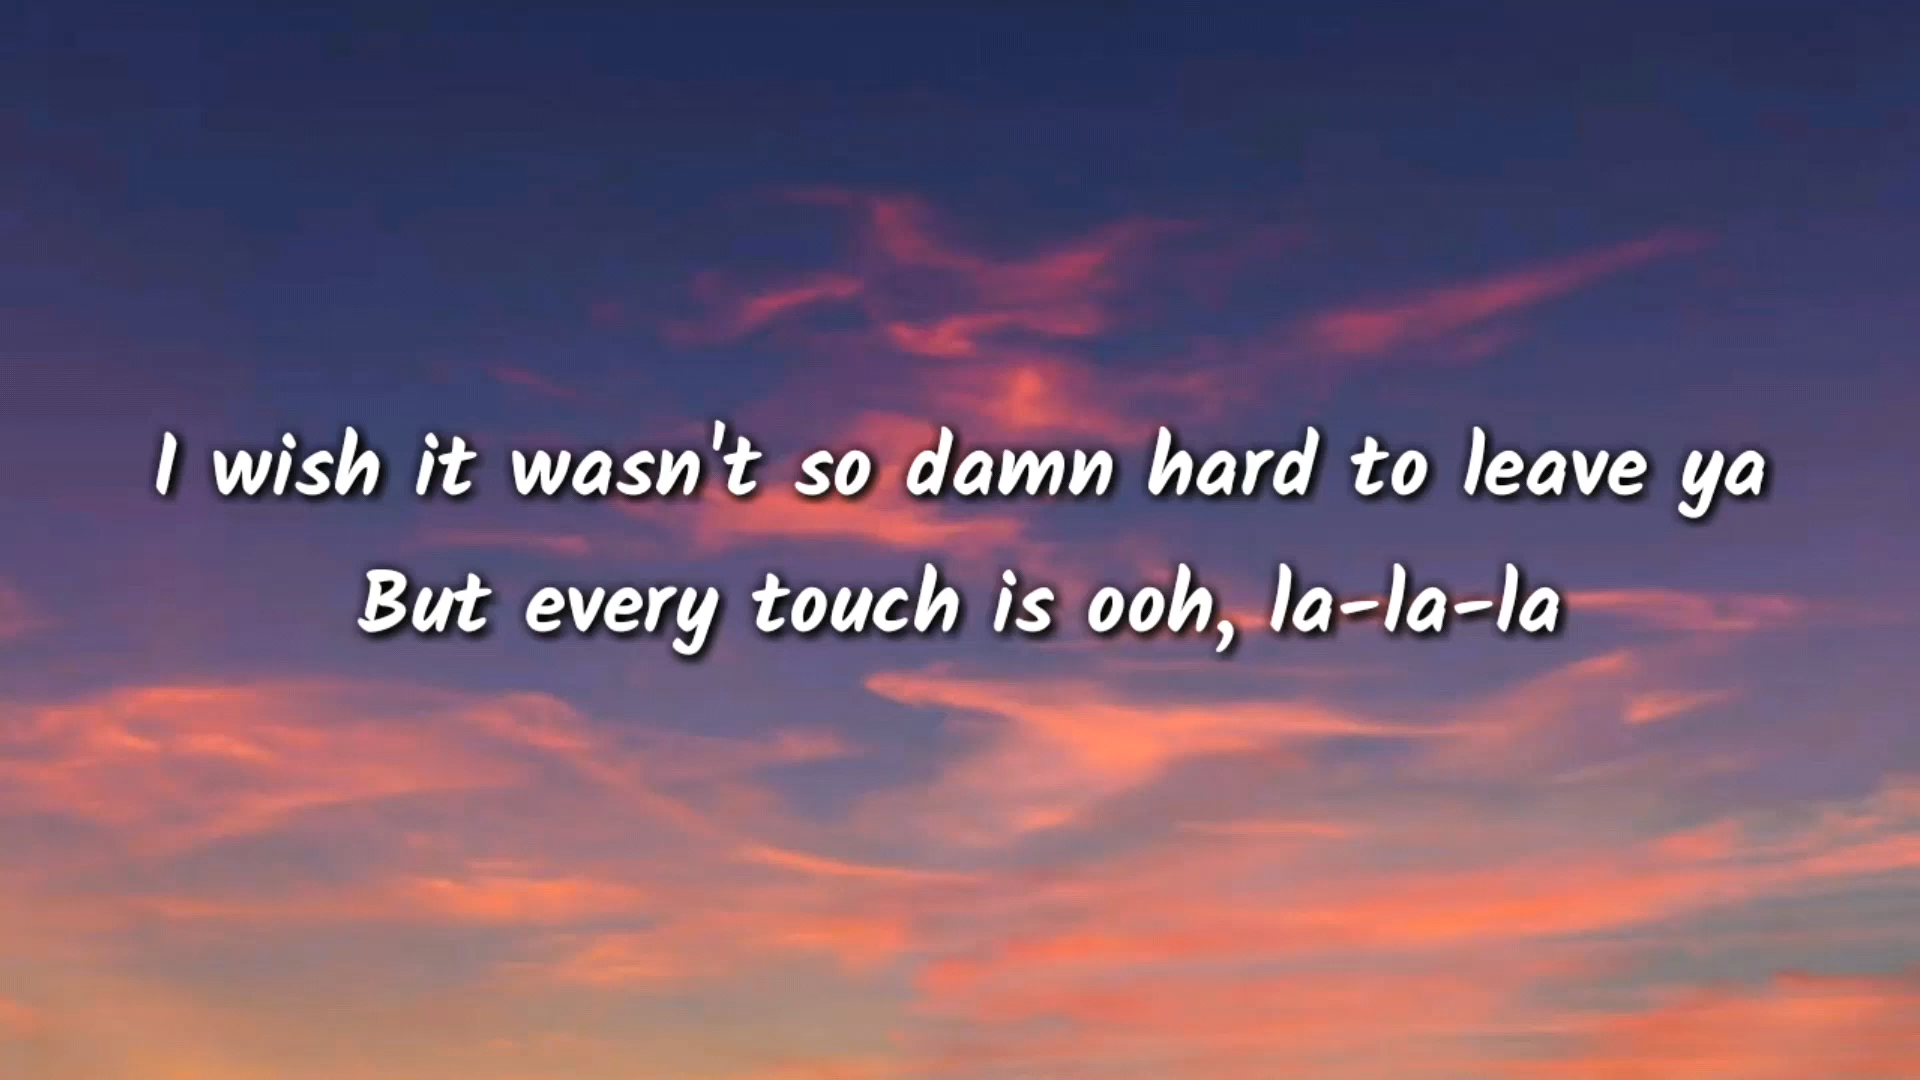 I wish it wasn't so damn hard to leave ya
But every touch is ooh, la-la-la